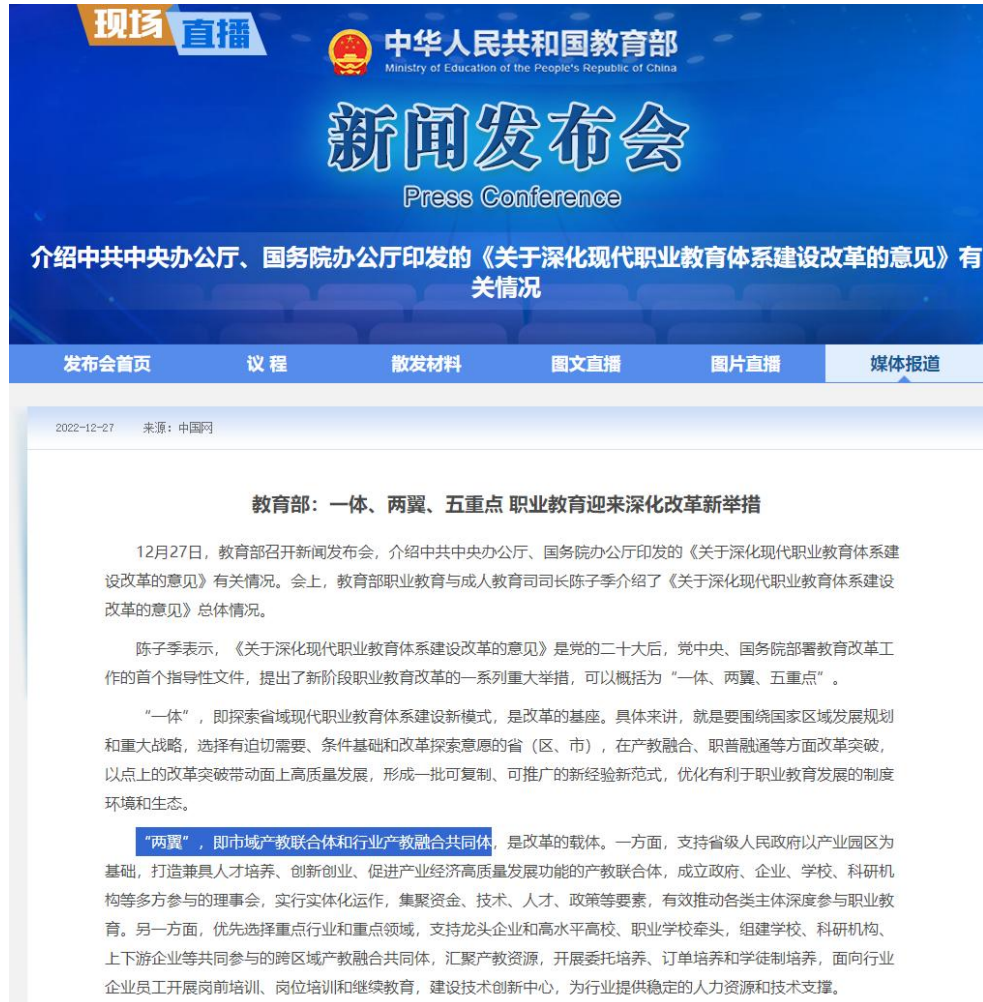 现场
直播
中华人民共和国教育部
Ministry of Education of the People's Republic of China
新闻发布会
Press Conference
介绍中共中央办公厅、国务院办公厅印发的《关于深化现代职业教育体系建设改革的意见》有
关情况
发布会首页 议 程 散发材料 图文直播 图片直播 媒体报道
2022-12-27 来源：中国网
教育部：一体、两翼、五重点 职业教育迎来深化改革新举措
12月27日，教育部召开新闻发布会，介绍中共中央办公厅、国务院办公厅印发的《关于深化现代职业教育体系建
设改革的意见》有关情况。会上，教育部职业教育与成人教育司司长陈子季介绍了《关于深化现代职业教育体系建设
改革的意见》总体情况。
陈子季表示，《关于深化现代职业教育体系建设改革的意见》是党的二十大后，党中央、国务院部署教育改革工
作的首个指导性文件，提出了新阶段职业教育改革的一系列重大举措，可以概括为“一体、两翼、五重点”。
“一体”，即探索省域现代职业教育体系建设新模式，是改革的基座。具体来讲，就是要围绕国家区域发展规划
和重大战略，选择有迫切需要、条件基础和改革探索意愿的省（区、市），在产教融合、职普融通等方面改革突破，
以点上的改革突破带动面上高质量发展，形成一批可复制、可推广的新经验新范式，优化有利于职业教育发展的制度
环境和生态。
“两翼”，即市域产教联合体和行业产教融合共同体，是改革的载体。一方面，支持省级人民政府以产业园区为
基础，打造兼具人才培养、创新创业、促进产业经济高质量发展功能的产教联合体，成立政府、企业、学校、科研机
构等多方参与的理事会，实行实体化运作，集聚资金、技术、人才、政策等要素，有效推动各类主体深度参与职业教
育。另一方面，优先选择重点行业和重点领域，支持龙头企业和高水平高校、职业学校牵头，组建学校、科研机构、
上下游企业等共同参与的跨区域产教融合共同体，汇聚产教资源，开展委托培养、订单培养和学徒制培养，面向行业
企业员工开展岗前培训、岗位培训和继续教育，建设技术创新中心，为行业提供稳定的人力资源和技术支撑。